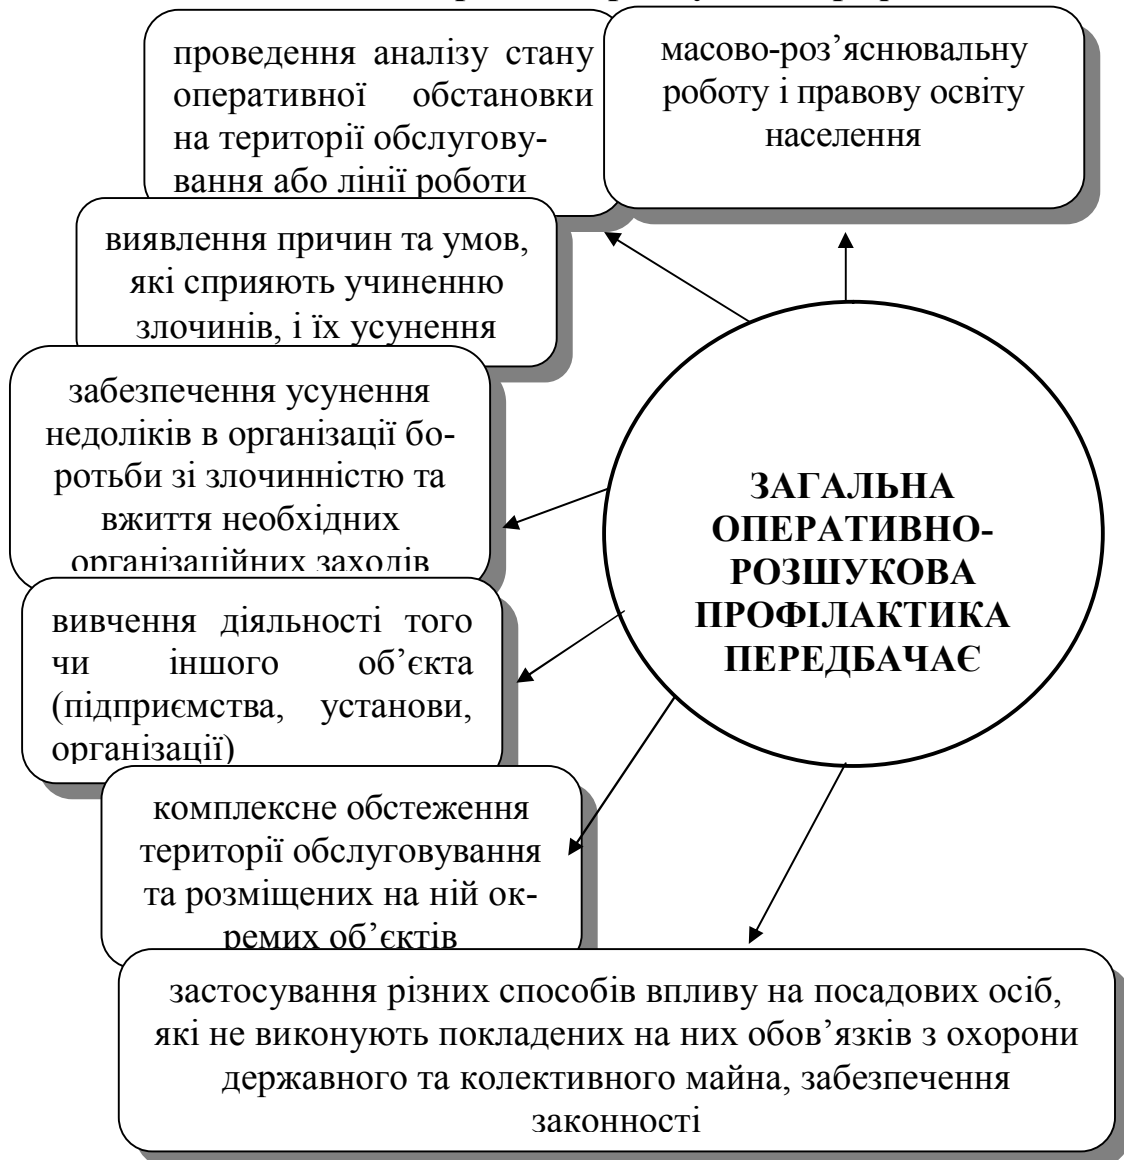 проведення аналізу стану
оперативної обстановки
на території обслугову-
вання або лінії роботи
масово-роз’яснювальну
роботу і правову освіту
населення
виявлення причин та умов,
які сприяють учиненню
злочинів, і їх усунення
забезпечення усунення
недоліків в організації бо-
ротьби зі злочинністю та
вжиття необхідних
організаційних заходів
вивчення діяльності того
чи іншого об’єкта
(підприємства, установи,
організації)
комплексне обстеження
території обслуговування
та розміщених на ній ок-
ремих об’єктів
застосування різних способів впливу на посадових осіб,
які не виконують покладених на них обов’язків з охорони
державного та колективного майна, забезпечення
законності
ЗАГАЛЬНА
ОПЕРАТИВНО-
РОЗШУКОВА
ПРОФІЛАКТИКА
ПЕРЕДБАЧАЄ